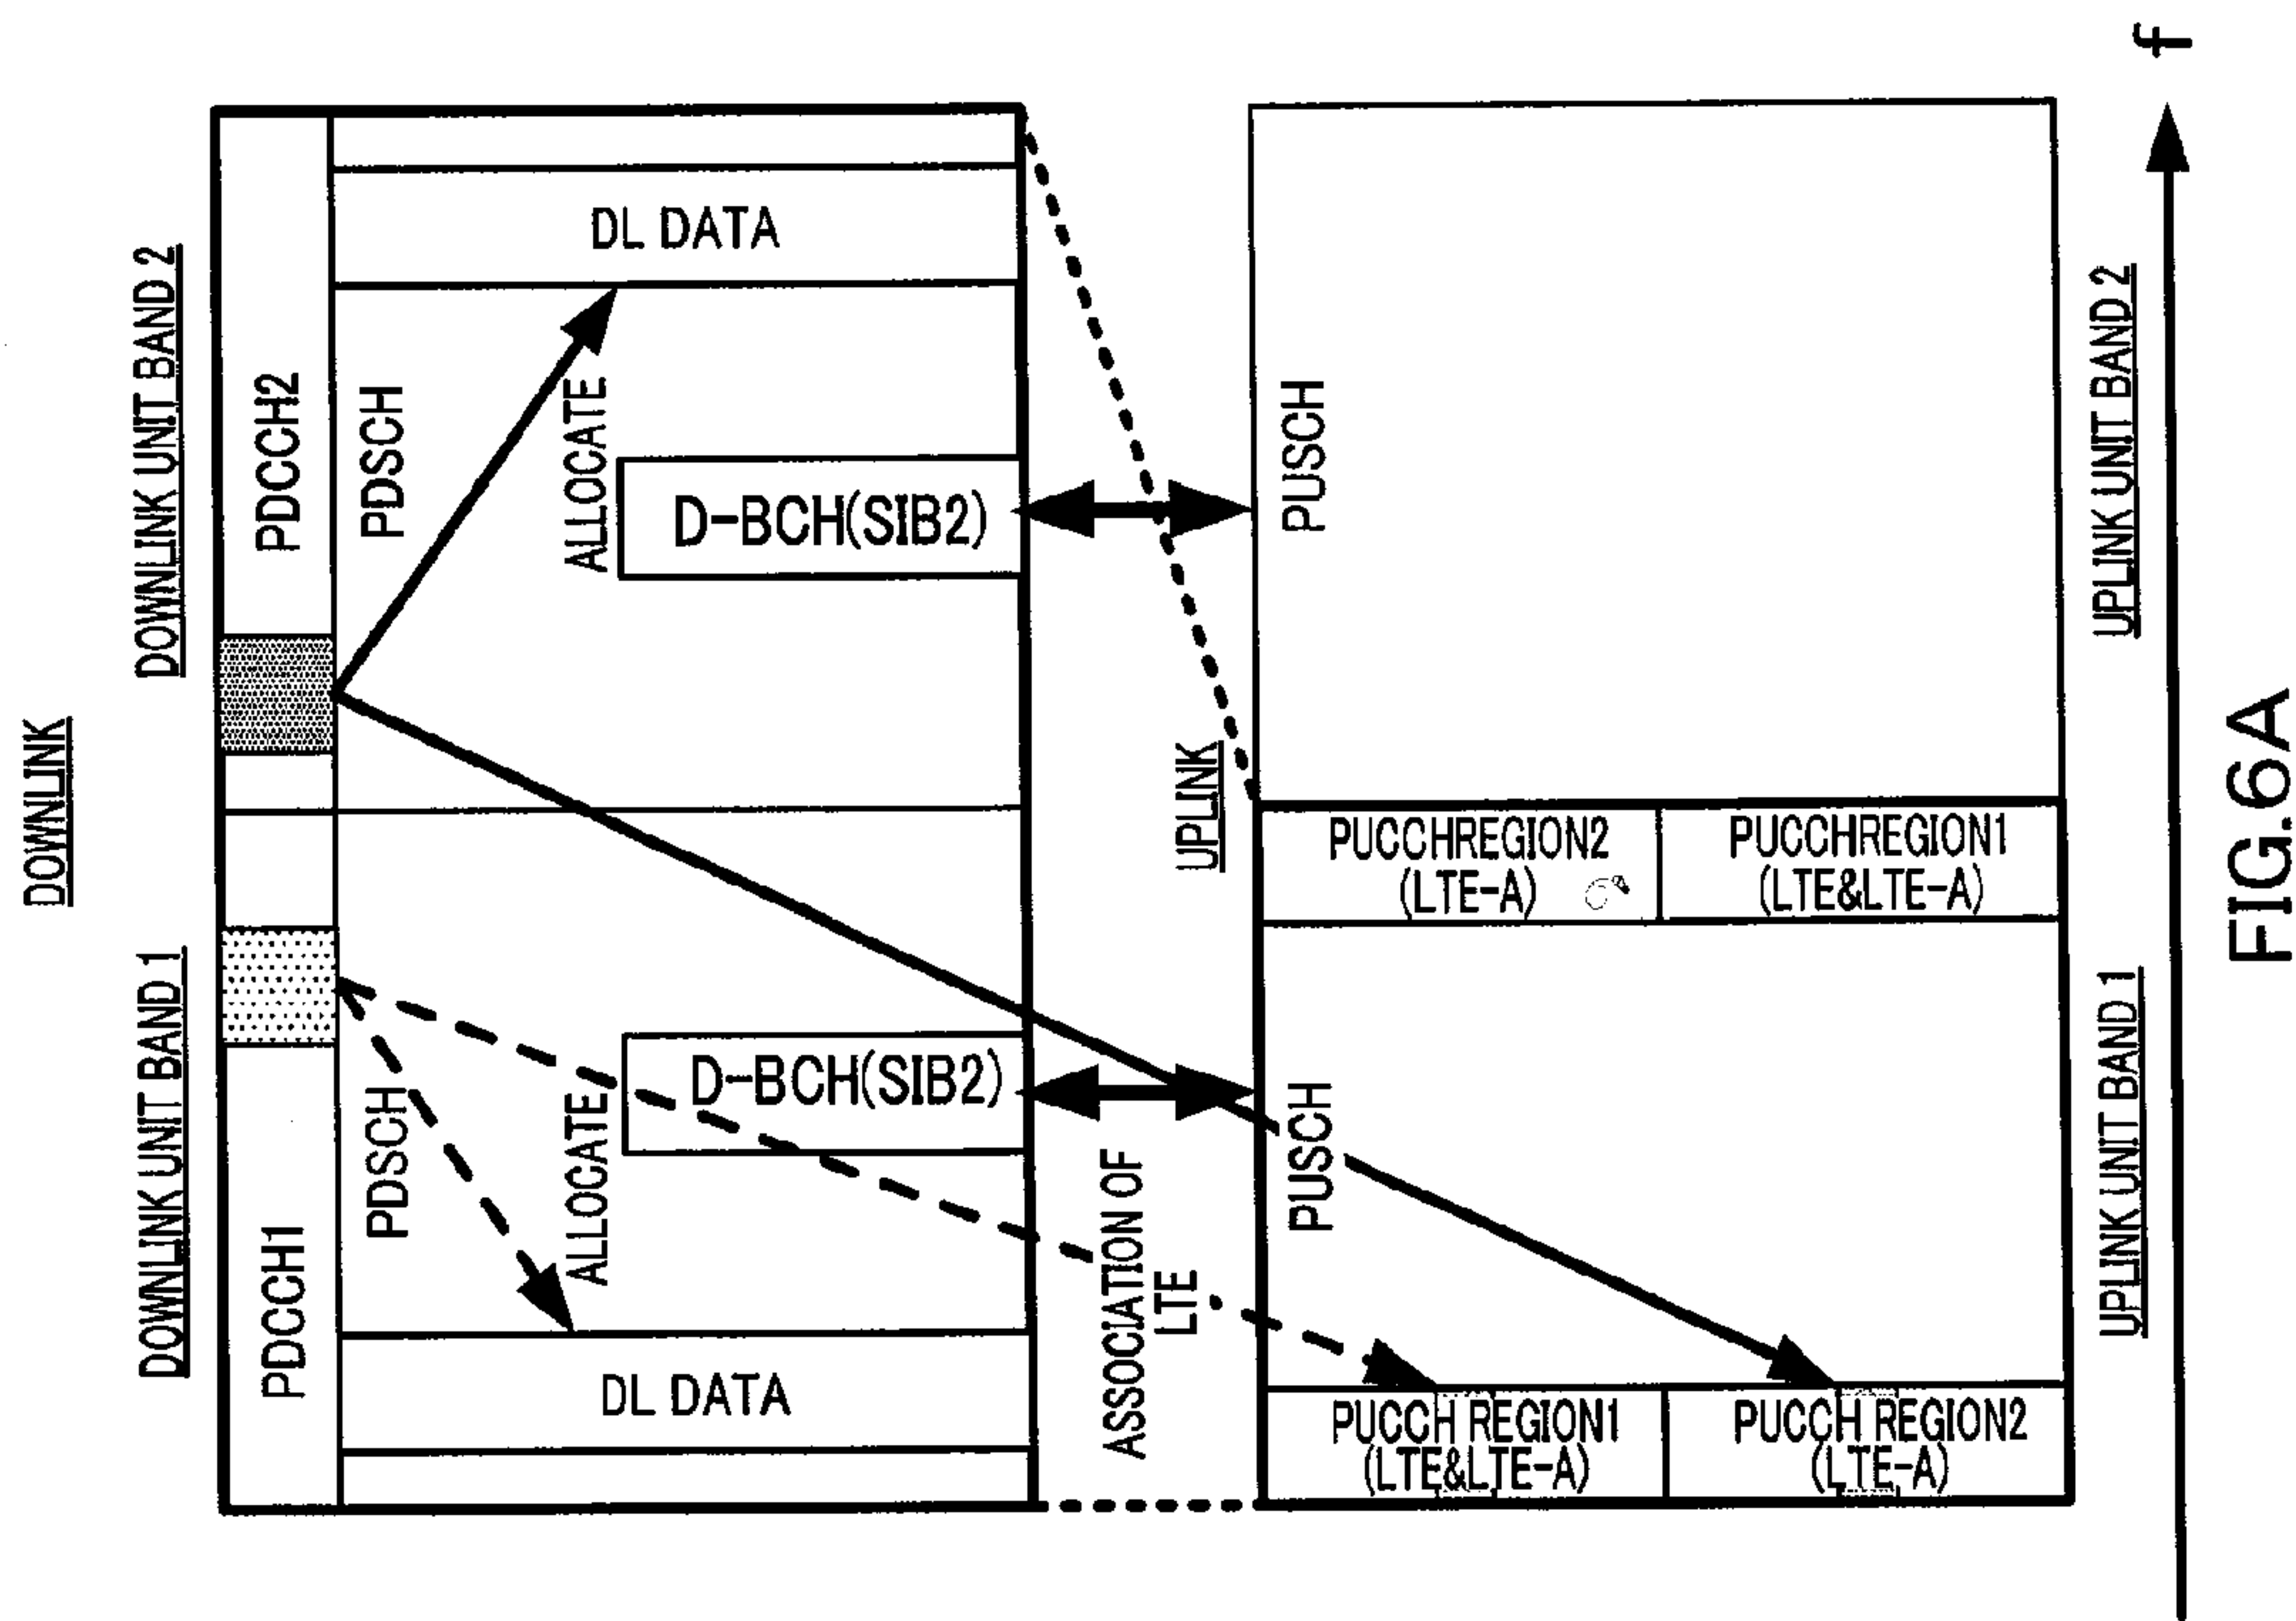 DOWNLINK
DOWNLINK UNIT BAND 1
DOWNLINK UNIT BAND 2
PDCCH1
PDCCH2
PDSCH
PDSCH
ALLOCATE
ALLOCATE
DL DATA
D-BCH(SIB2)
D-BCH(SIB2)
DL DATA
ASSOCIATION OF
LTE
UPLINK
PUSCH
PUSCH
PUCCH REGION1
(LTE&LTE-A)
PUCCHREGION2
(LTE-A)
PUCCH REGION2
(LTE-A)
PUCCHREGION1
(LTE&LTE-A)
UPLINK UNIT BAND 1
UPLINK UNIT BAND 2
f
FIG.6A